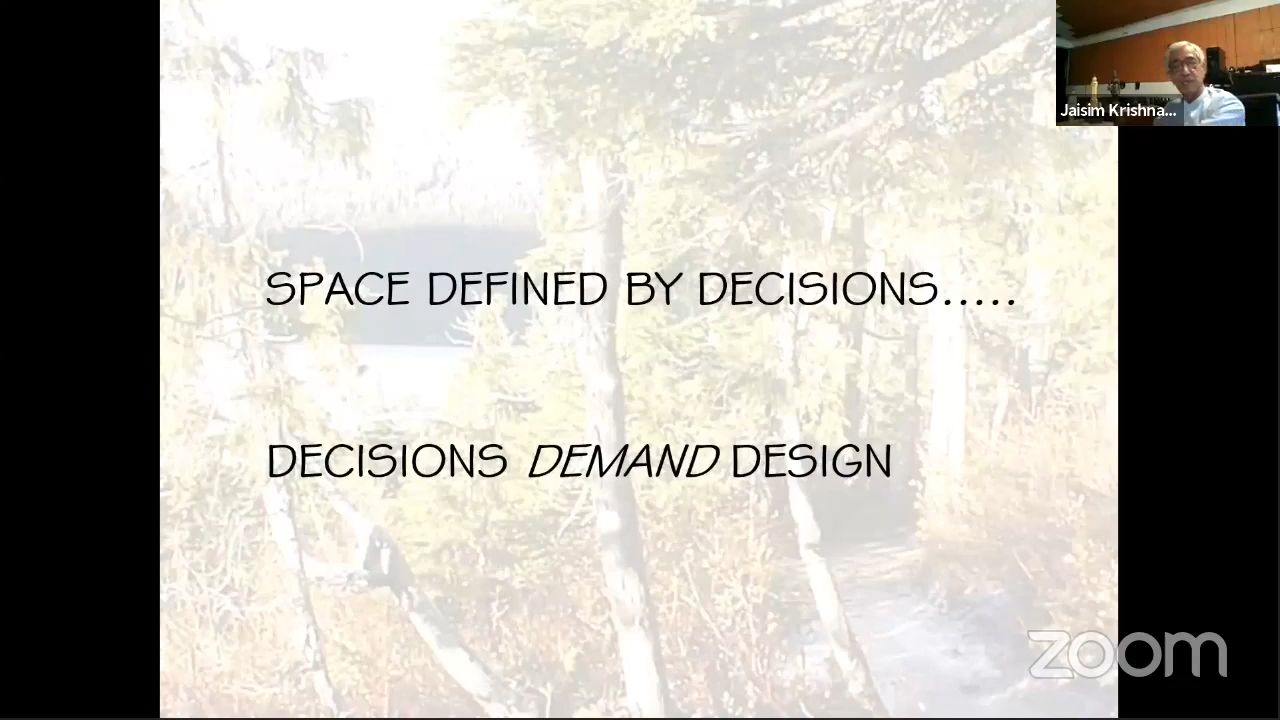 Jaisim Krishna...
SPACE DEFINED BY DECISIONS.....
DECISIONS DEMAND DESIGN
zoom